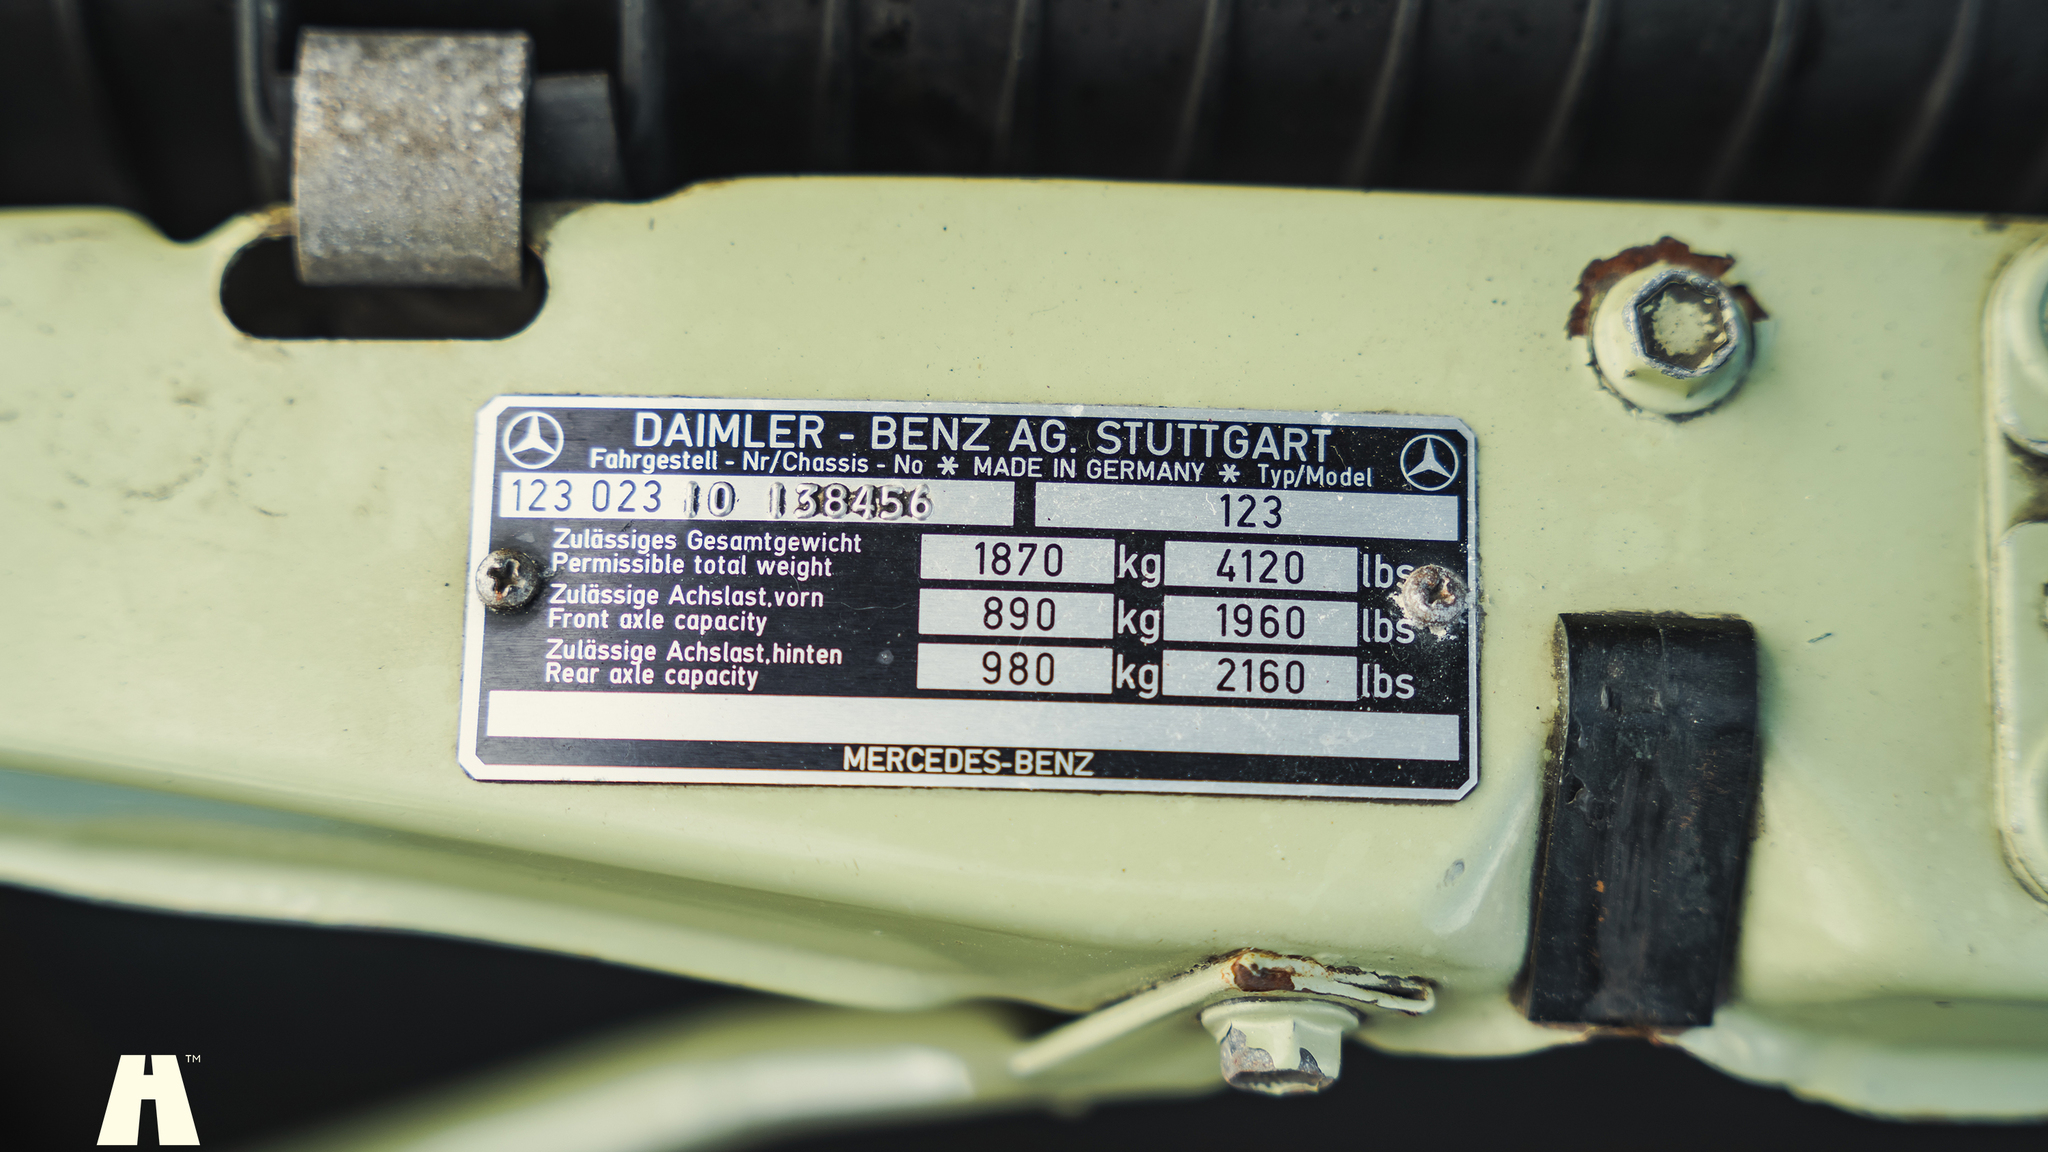 DAIMLER - BENZ AG. STUTTGART
Fahrgestell - Nr/Chassis - No * MADE IN GERMANY * Typ/Model
123 023 10 138456 123
Zulässiges Gesamtgewicht
Permissible total weight 1870 kg 4120 lbs
Zulässige Achslast,vorn
Front axle capacity 890 kg 1960 lbs
Zulässige Achslast,hinten
Rear axle capacity 980 kg 2160 lbs
MERCEDES-BENZ
H™